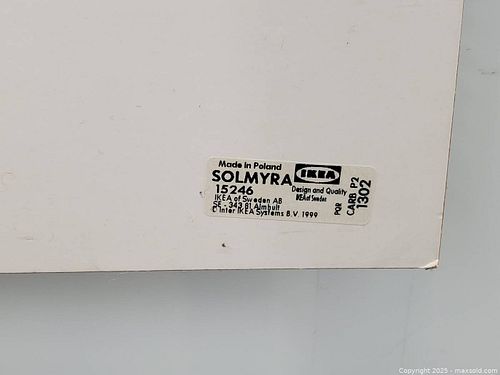 Made in Poland
SOLMYRA
IKEA
15246
Design and Quality
IKEA of Sweden
IKEA of Sweden AB
SE - 343 81 Älmhult
© Inter IKEA Systems B.V. 1999
PQR
CARB P2
1302
Copyright 2025 - maxsold.com